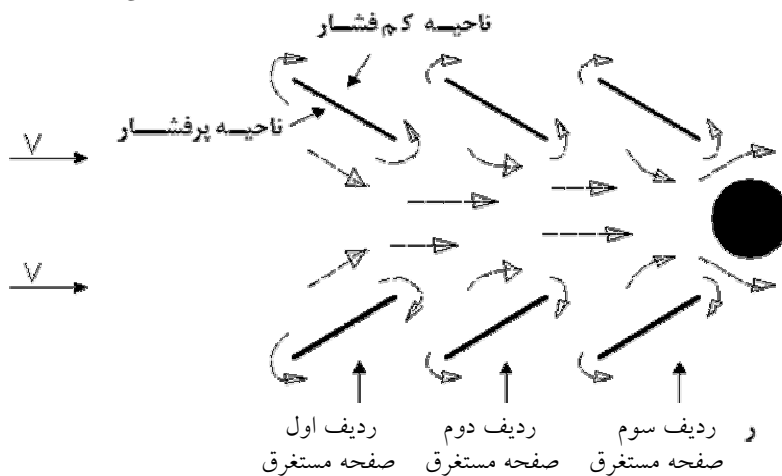 ناحیه کم فشار
ناحیه پرفشار
V
V
ردیف اول
صفحه مستغرق
ردیف دوم
صفحه مستغرق
ردیف سوم
صفحه مستغرق
ر